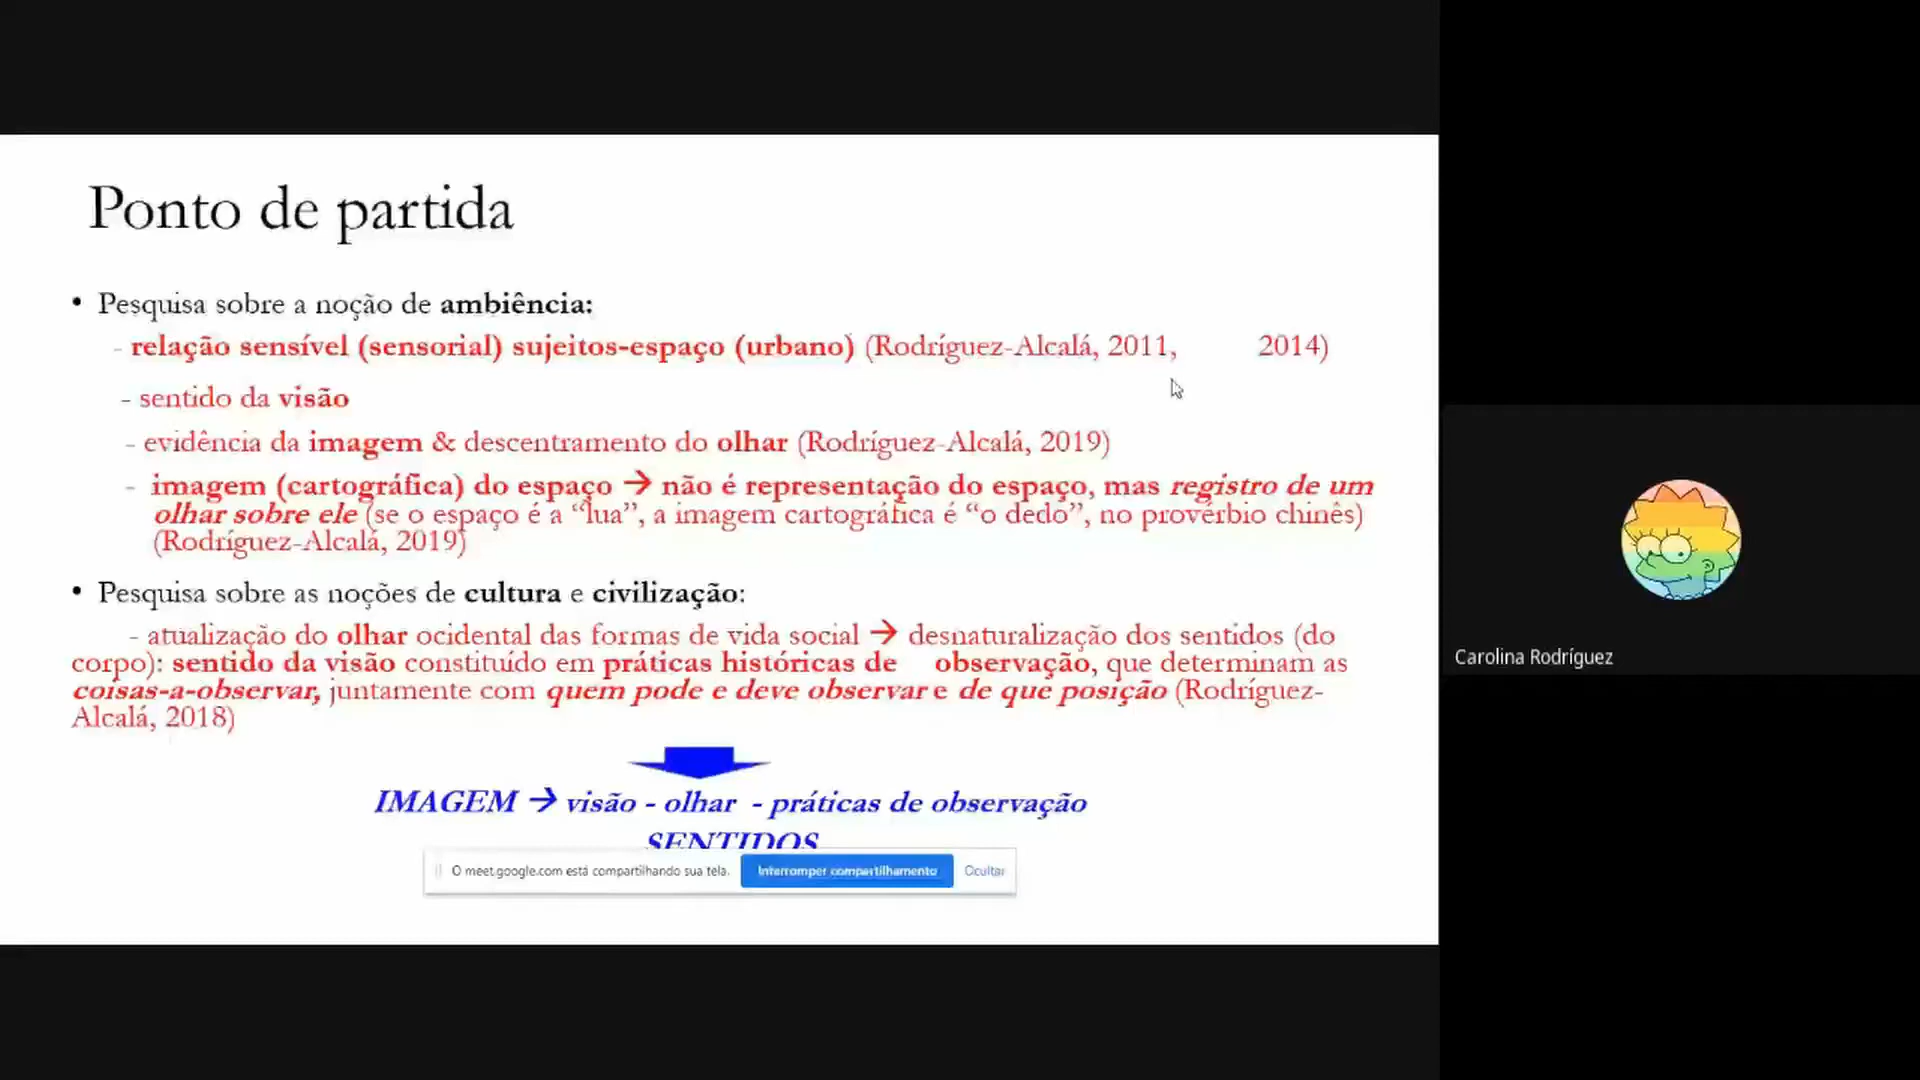 Ponto de partida
• Pesquisa sobre a noção de ambiência:
- relação sensível (sensorial) sujeitos-espaço (urbano) (Rodríguez-Alcalá, 2011, 2014)
- sentido da visão
- evidência da imagem & descentramento do olhar (Rodríguez-Alcalá, 2019)
- imagem (cartográfica) do espaço → não é representação do espaço, mas registro de um
olhar sobre ele (se o espaço é a “lua”, a imagem cartográfica é “o dedo”, no provérbio chinês)
(Rodríguez-Alcalá, 2019)
• Pesquisa sobre as noções de cultura e civilização:
- atualização do olhar ocidental das formas de vida social → desnaturalização dos sentidos (do
corpo): sentido da visão constituído em práticas históricas de observação, que determinam as
coisas-a-observar, juntamente com quem pode e deve observar e de que posição (Rodríguez-
Alcalá, 2018)
IMAGEM → visão - olhar - práticas de observação
SENTIDOS
O meet.google.com está compartilhando sua tela. Interromper compartilhamento Ocultar
Carolina Rodríguez